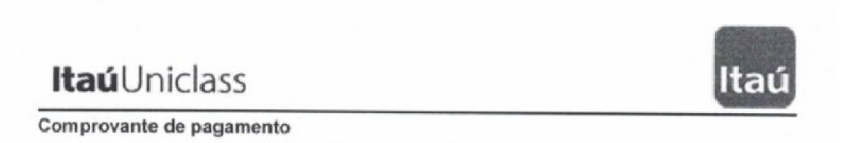 ItaúUniclass
Itaú
Comprovante de pagamento